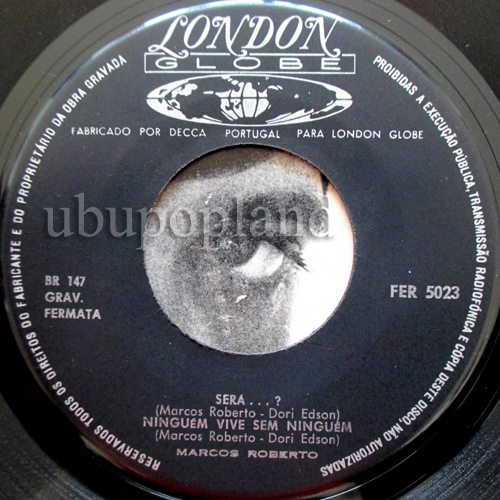 LONDON
GLOBE
FABRICADO POR DECCA PORTUGAL PARA LONDON GLOBE
RESERVADOS TODOS OS DIREITOS DO FABRICANTE E DO PROPRIETÁRIO DA OBRA GRAVADA
PROIBIDAS A EXECUÇÃO PÚBLICA, TRANSMISSÃO RADIOFÓNICA E CÓPIA DESTE DISCO, NÃO AUTORIZADAS
ubupopland
BR 147
GRAV.
FERMATA
FER 5023
SERA...?
(Marcos Roberto - Dori Edson)
NINGUÉM VIVE SEM NINGUÉM
(Marcos Roberto - Dori Edson)
MARCOS ROBERTO